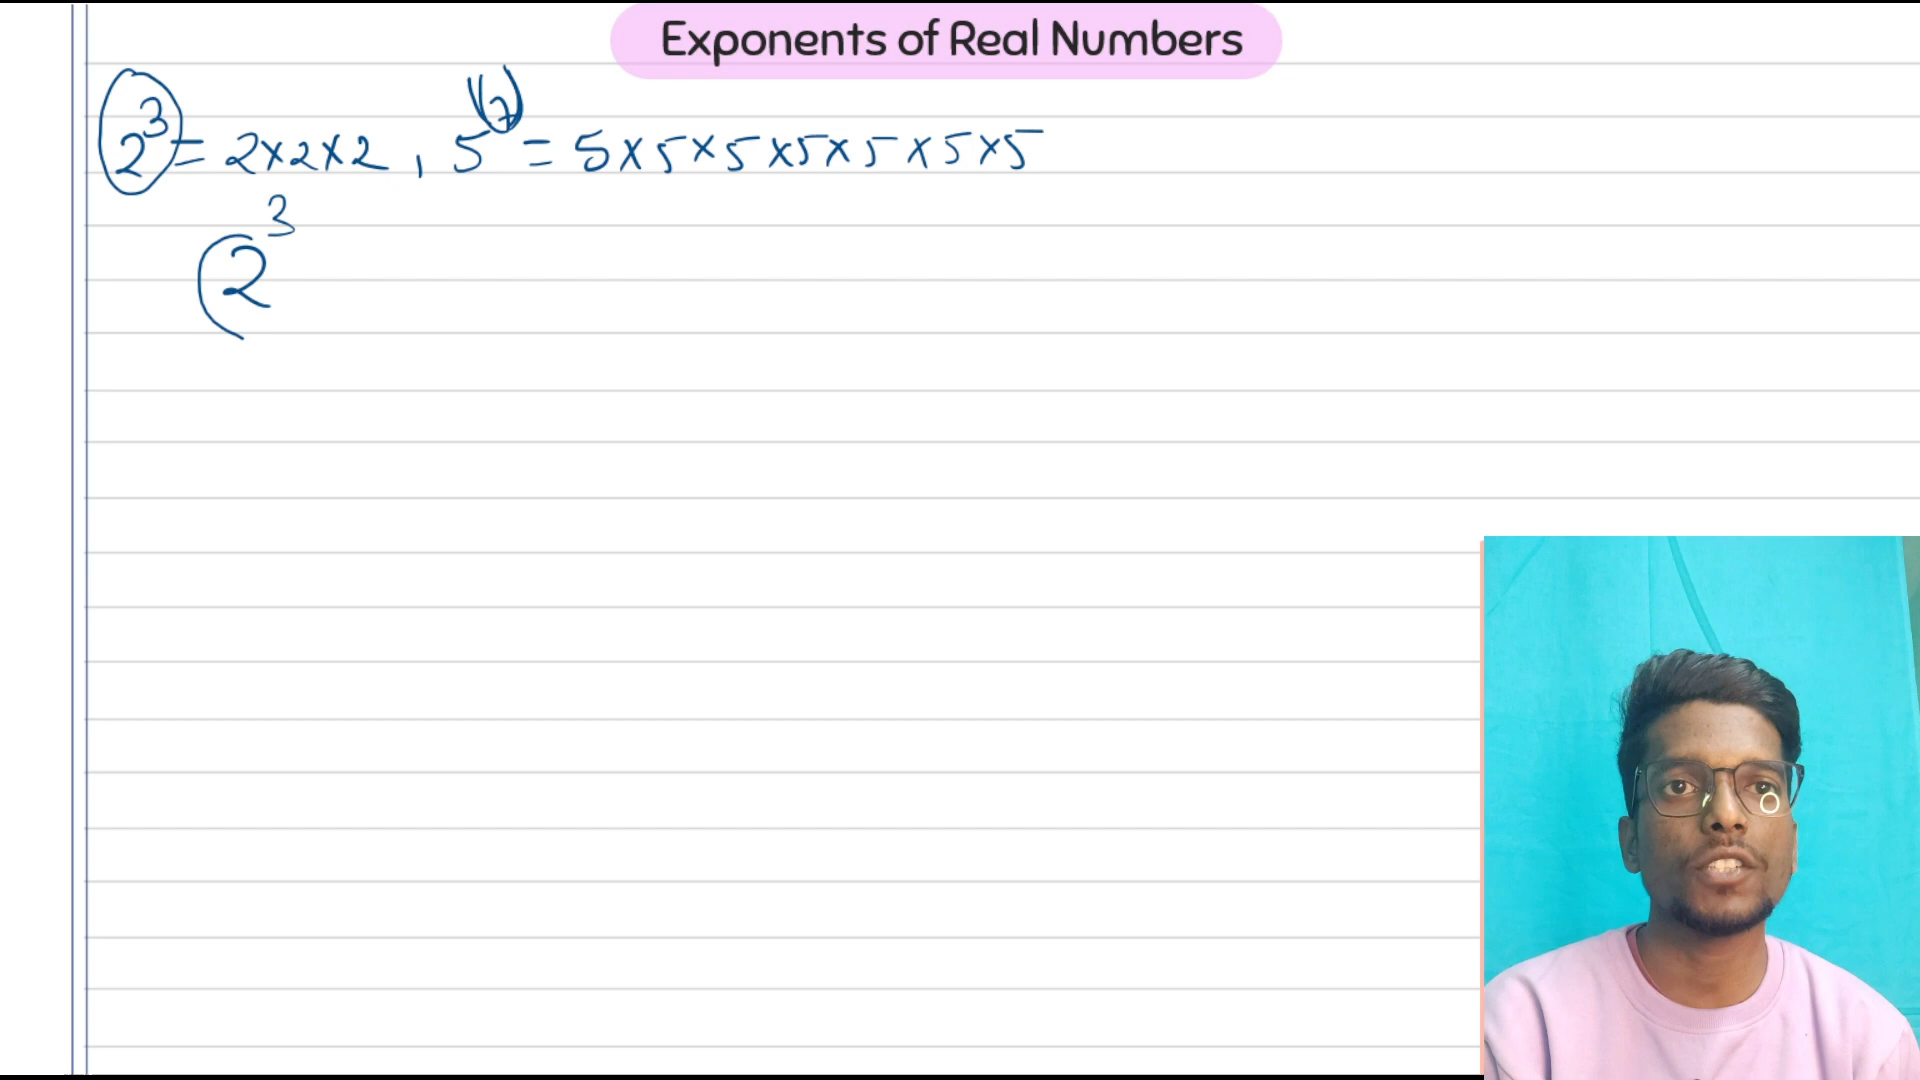 Exponents of Real Numbers
2³ = 2×2×2 , 5⁷ = 5×5×5×5×5×5×5
2³